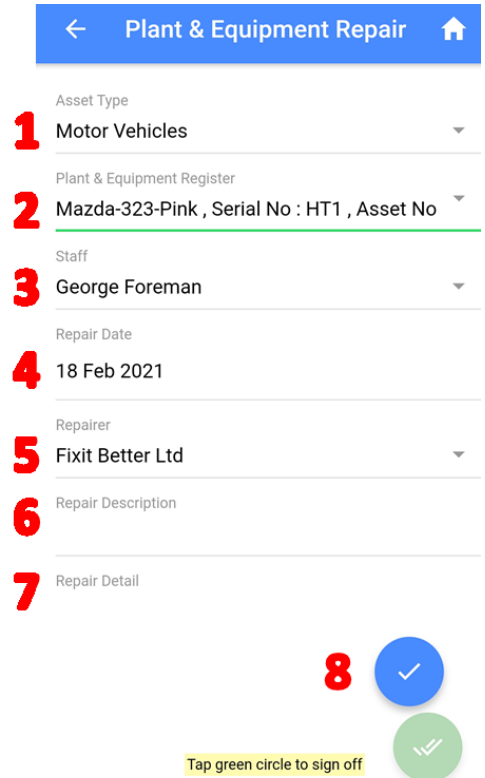 Plant & Equipment Repair
Asset Type
1 Motor Vehicles
Plant & Equipment Register
2 Mazda-323-Pink , Serial No : HT1 , Asset No
Staff
3 George Foreman
Repair Date
4 18 Feb 2021
Repairer
5 Fixit Better Ltd
Repair Description
6
Repair Detail
7
8
Tap green circle to sign off